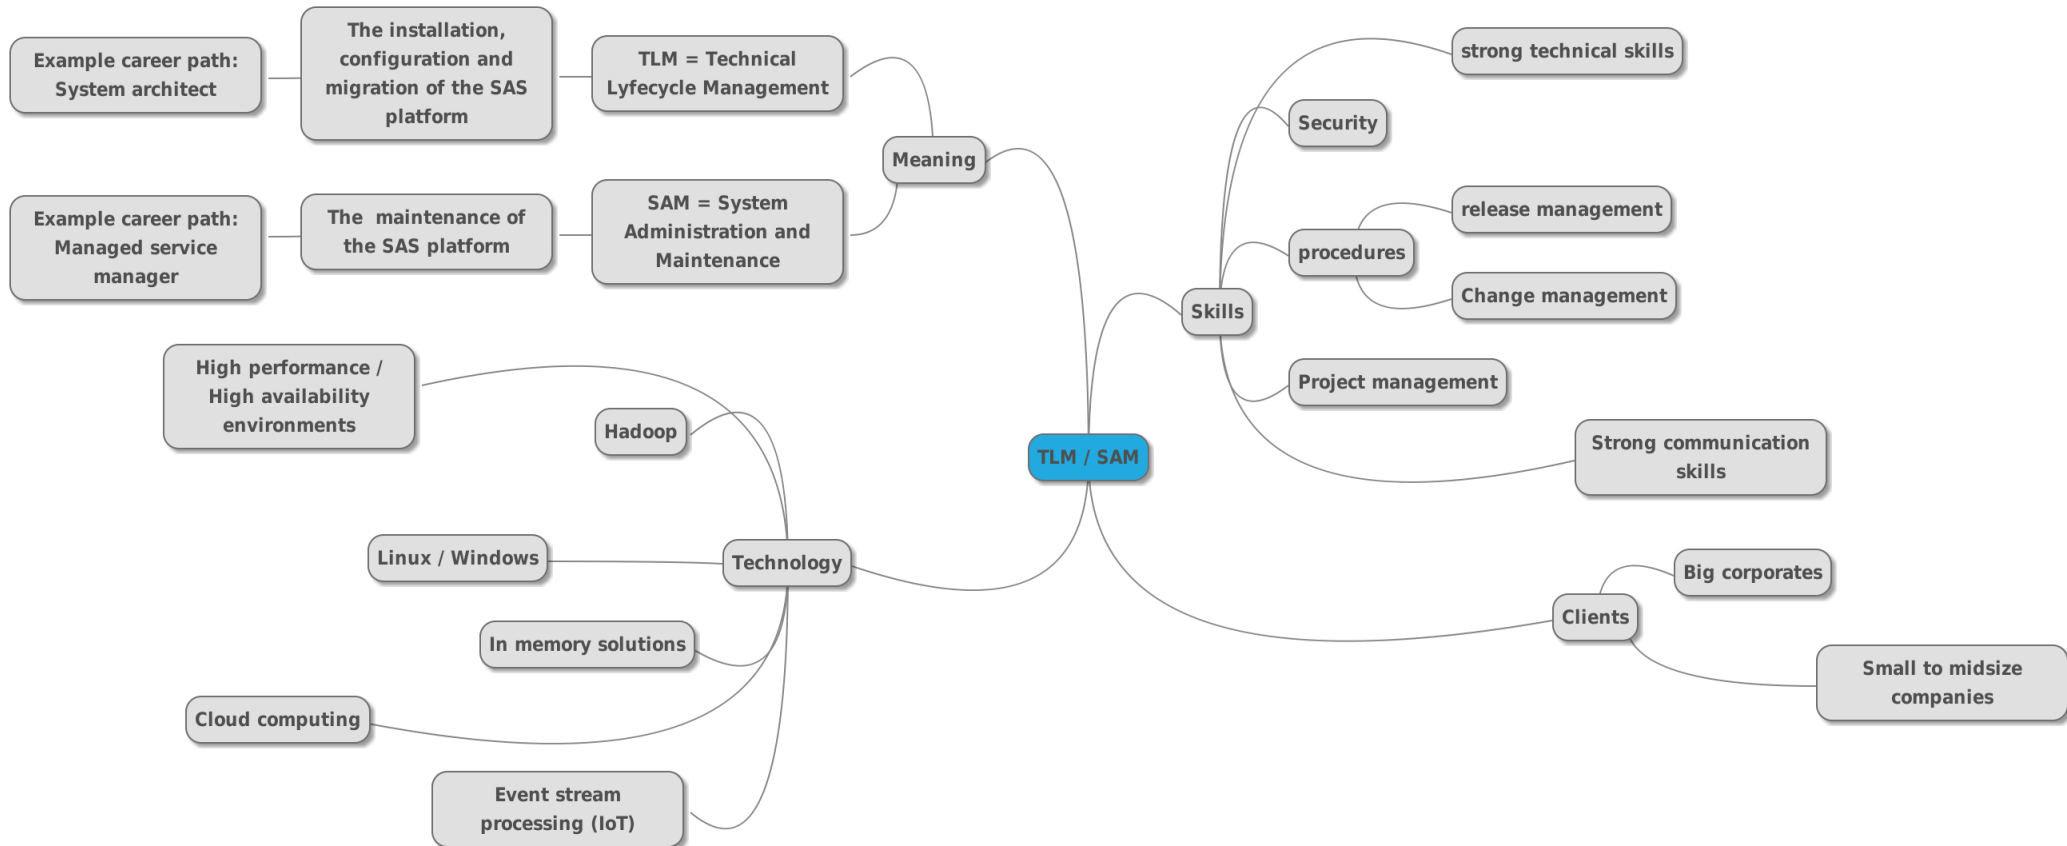 Example career path:
System architect
The installation,
configuration and
migration of the SAS
platform
TLM = Technical
Lyfecycle Management
Meaning
Example career path:
Managed service
manager
The  maintenance of
the SAS platform
SAM = System
Administration and
Maintenance
High performance /
High availability
environments
Hadoop
Linux / Windows
Technology
In memory solutions
Cloud computing
Event stream
processing (IoT)
TLM / SAM
strong technical skills
Security
release management
procedures
Change management
Skills
Project management
Strong communication
skills
Big corporates
Clients
Small to midsize
companies